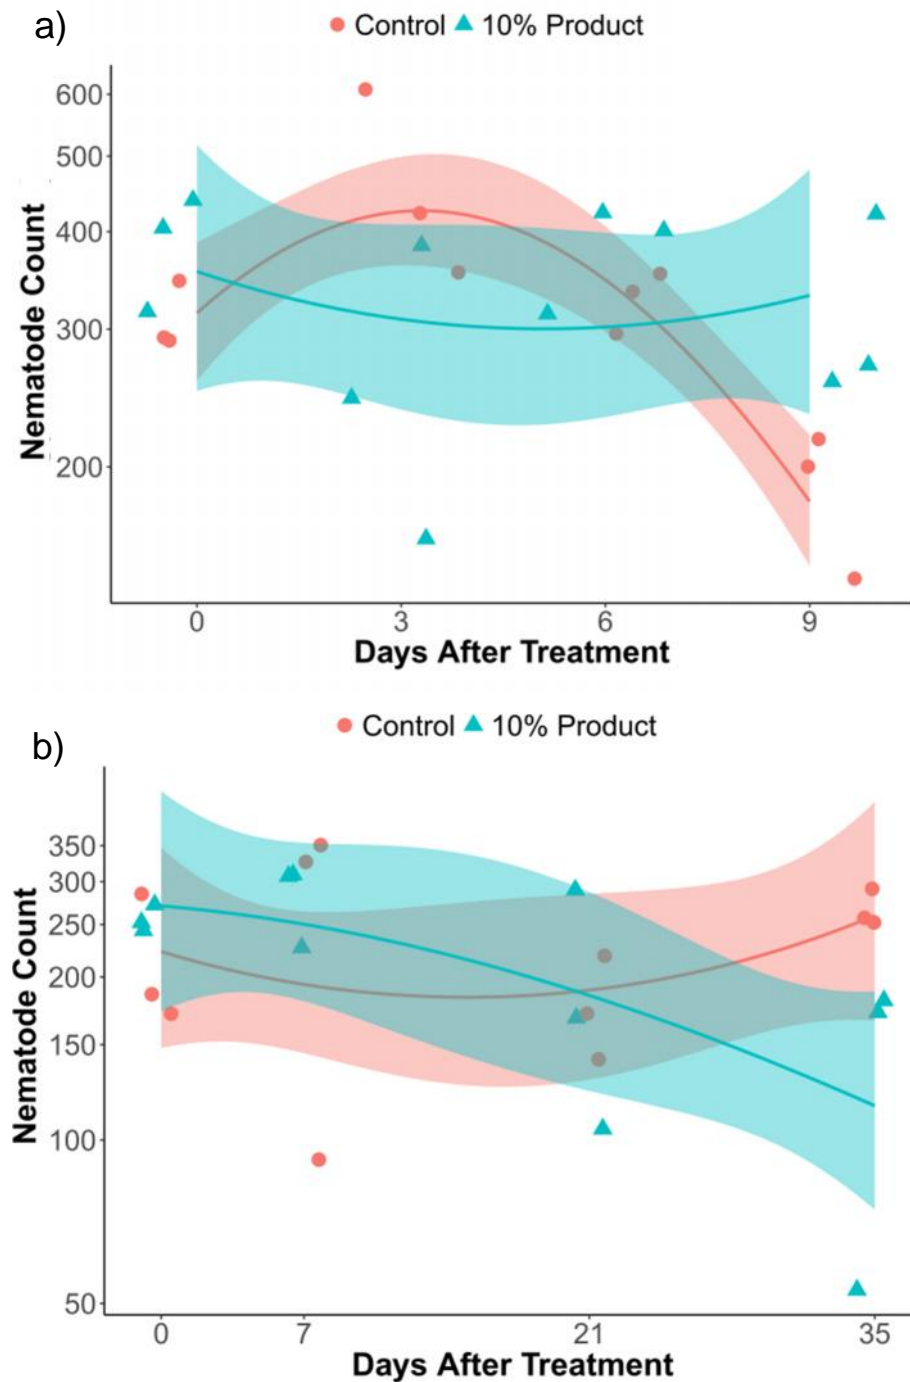 a)
Control 10% Product
Nematode Count
600
500
400
300
200
0 3 6 9
Days After Treatment
b)
Control 10% Product
Nematode Count
350
300
250
200
150
100
50
0 7 21 35
Days After Treatment